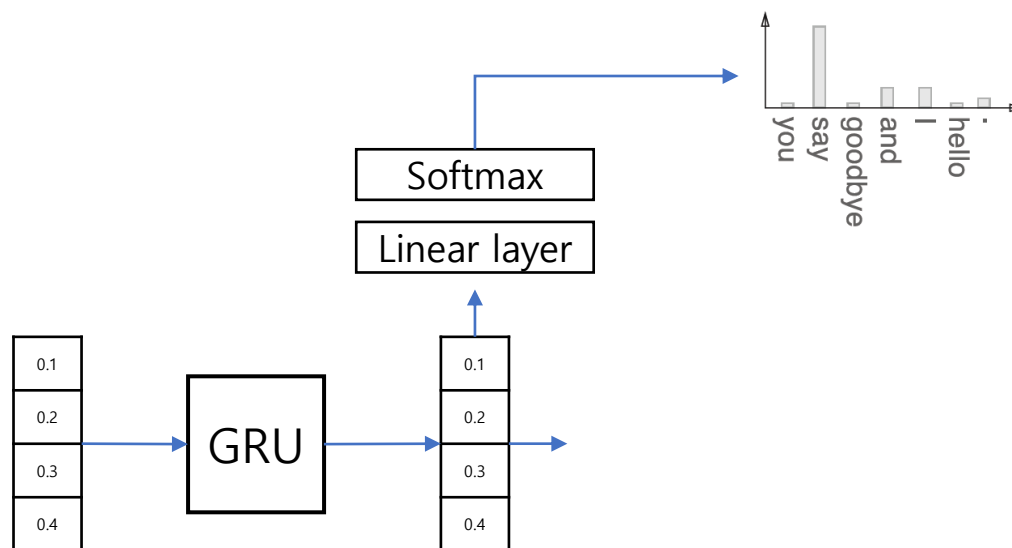 you
say
goodbye
and
I
hello
.
Softmax
Linear layer
0.1
0.2
0.3
0.4
GRU
0.1
0.2
0.3
0.4